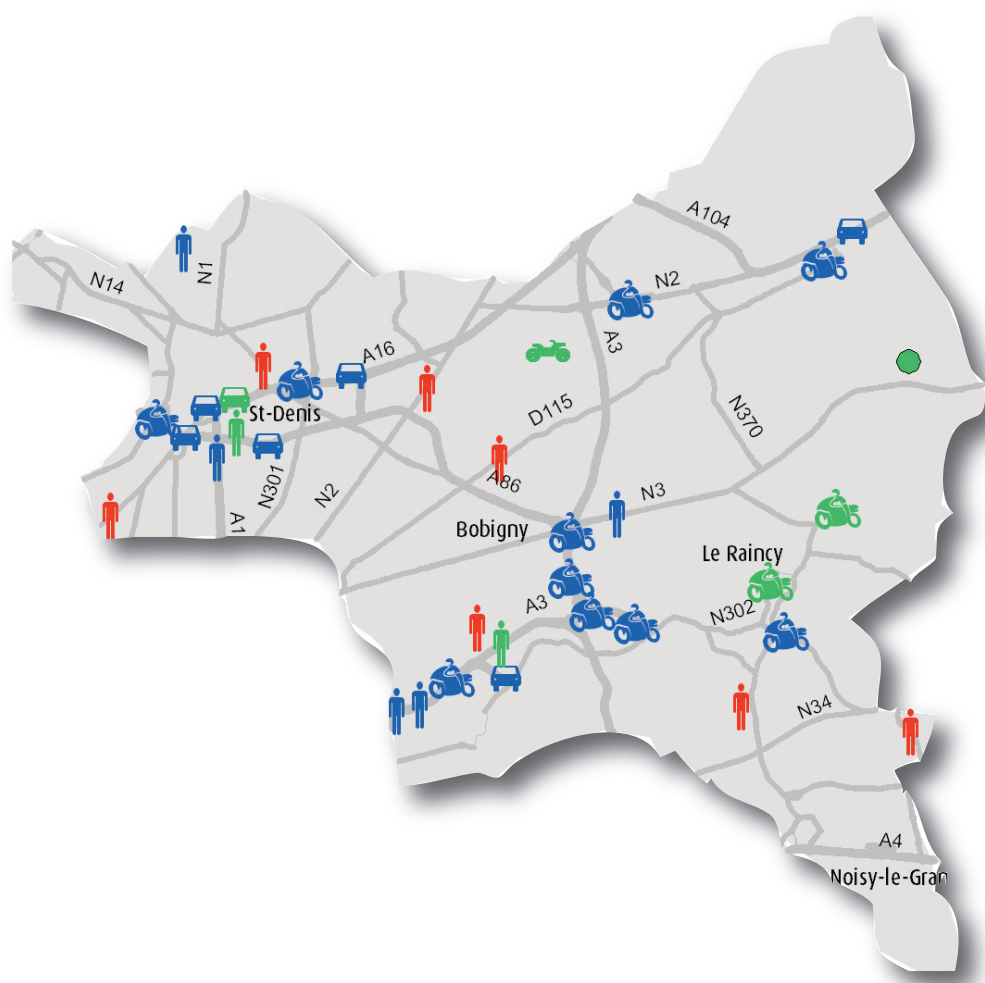 A104
N1
N2
N14
A3
A16
D115
N370
St-Denis
A86
N301
N2
N3
A1
Bobigny
Le Raincy
A3
N302
N34
A4
Noisy-le-Gran